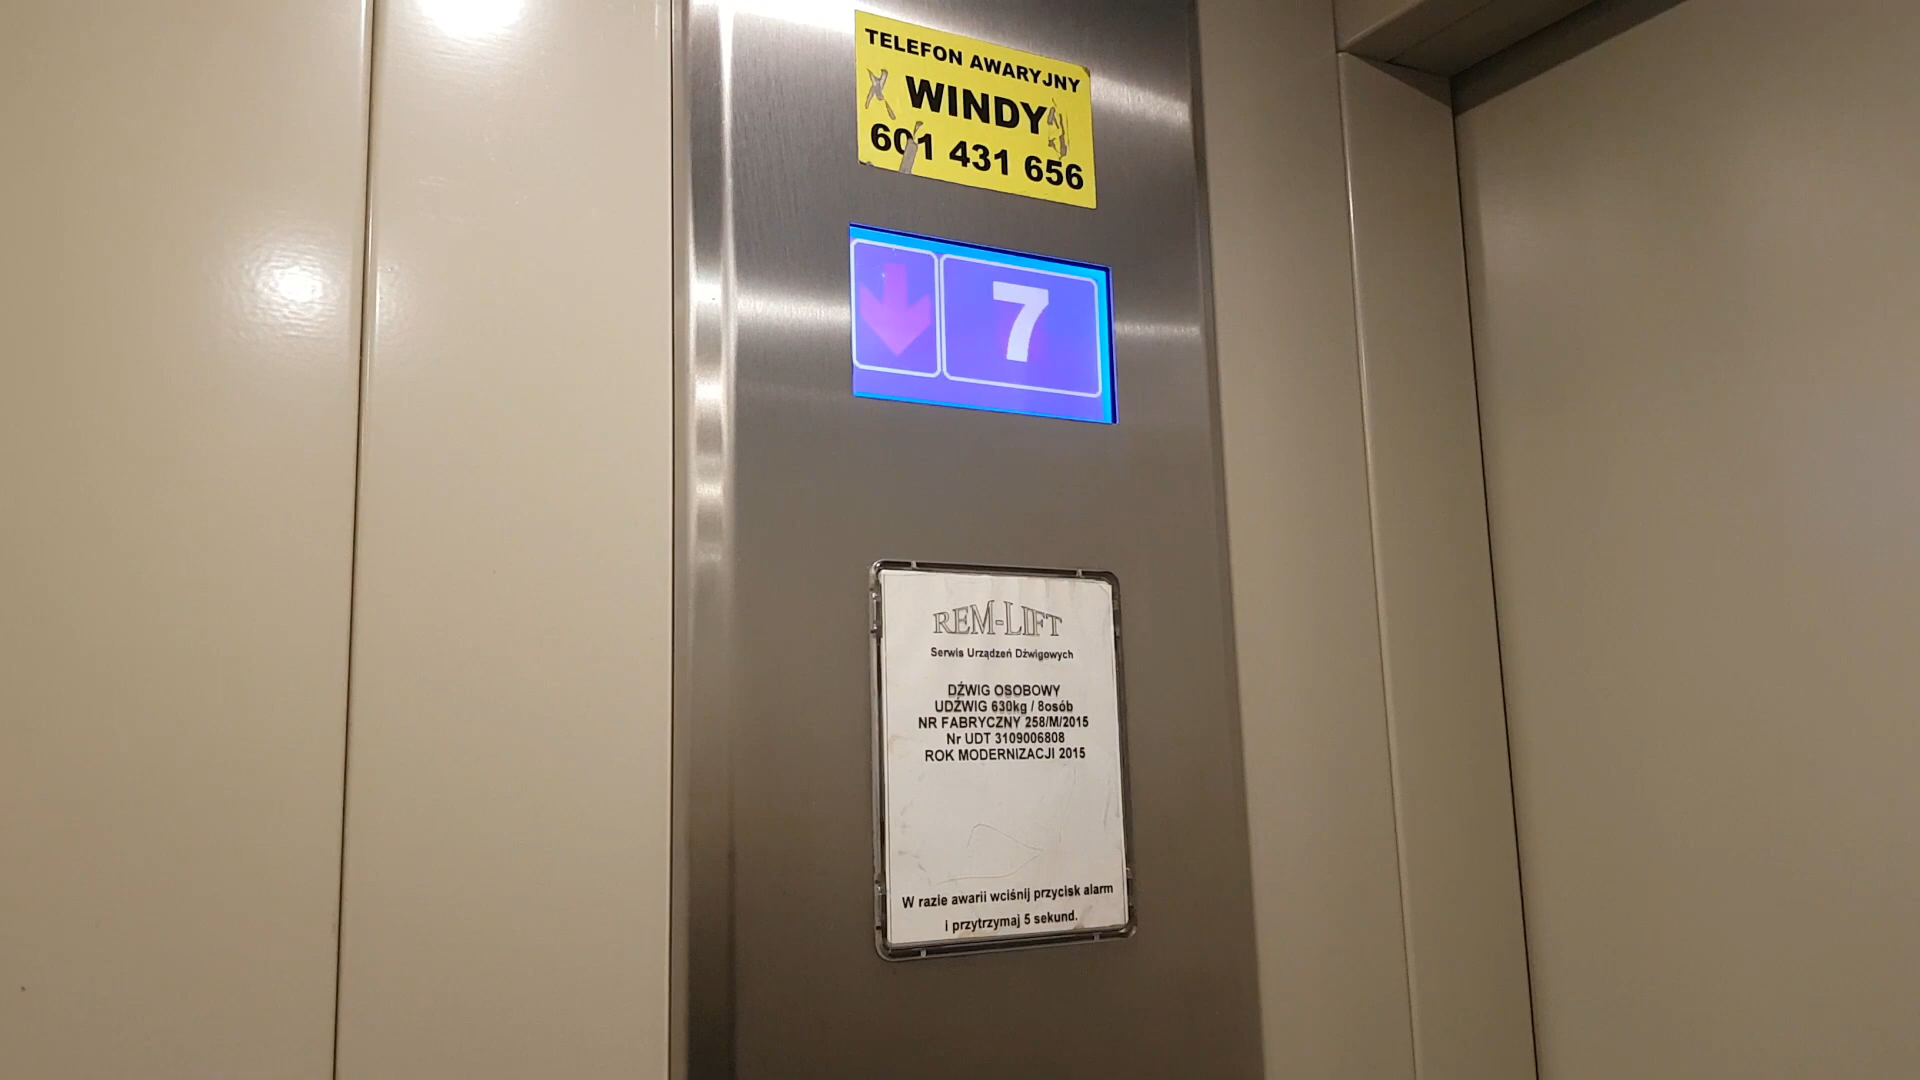 TELEFON AWARYJNY
WINDY
601 431 656
7
REM-LIFT
Serwis Urządzeń Dźwigowych
DŹWIG OSOBOWY
UDŹWIG 630kg / 8osób
NR FABRYCZNY 258/M/2015
Nr UDT 3109006808
ROK MODERNIZACJI 2015
W razie awarii wciśnij przycisk alarm
i przytrzymaj 5 sekund.